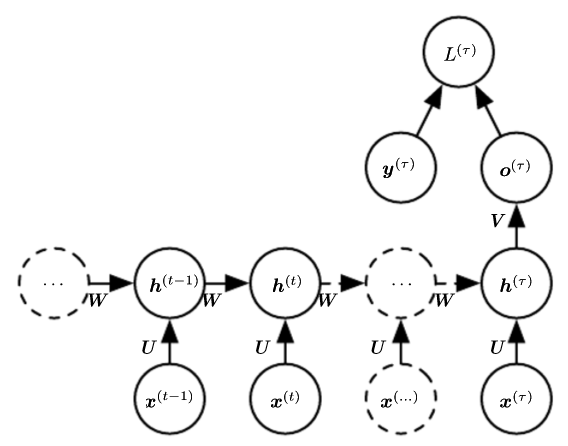 L^(τ)
y^(τ) o^(τ)
V
... h^(t−1) h^(t) ... h^(τ)
W W W W
U U U U
x^(t−1) x^(t) x^(...) x^(τ)